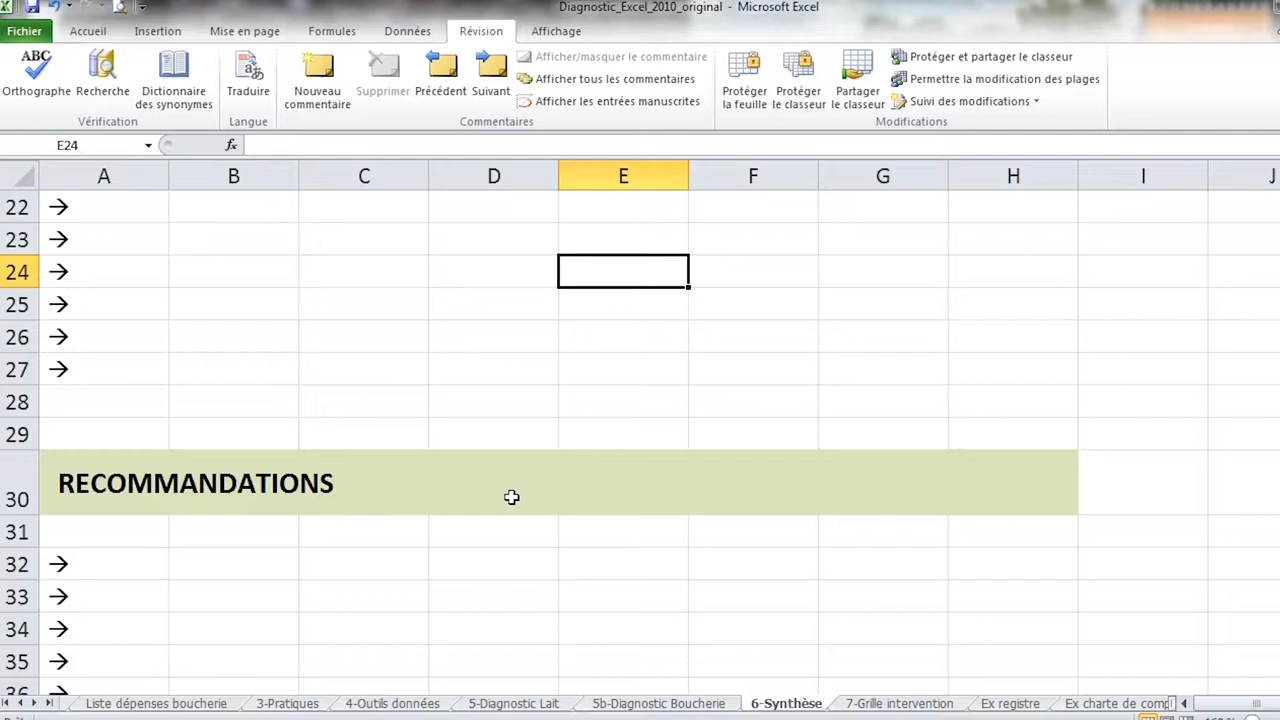 Diagnostic_Excel_2010_original - Microsoft Excel
Fichier Accueil Insertion Mise en page Formules Données Révision Affichage
ABC
Orthographe Recherche Dictionnaire des synonymes Traduire Nouveau commentaire Supprimer Précédent Suivant
Afficher/masquer le commentaire
Afficher tous les commentaires
Afficher les entrées manuscrites
Protéger la feuille Protéger le classeur Partager le classeur
Protéger et partager le classeur
Permettre la modification des plages
Suivi des modifications
Vérification Langue Commentaires Modifications
E24 fx
A B C D E F G H I J
22 →
23 →
24 →
25 →
26 →
27 →
28
29
30 RECOMMANDATIONS
31
32 →
33 →
34 →
35 →
36 →
Liste dépenses boucherie 3-Pratiques 4-Outils données 5-Diagnostic Lait 5b-Diagnostic Boucherie 6-Synthèse 7-Grille intervention Ex registre Ex charte de comp